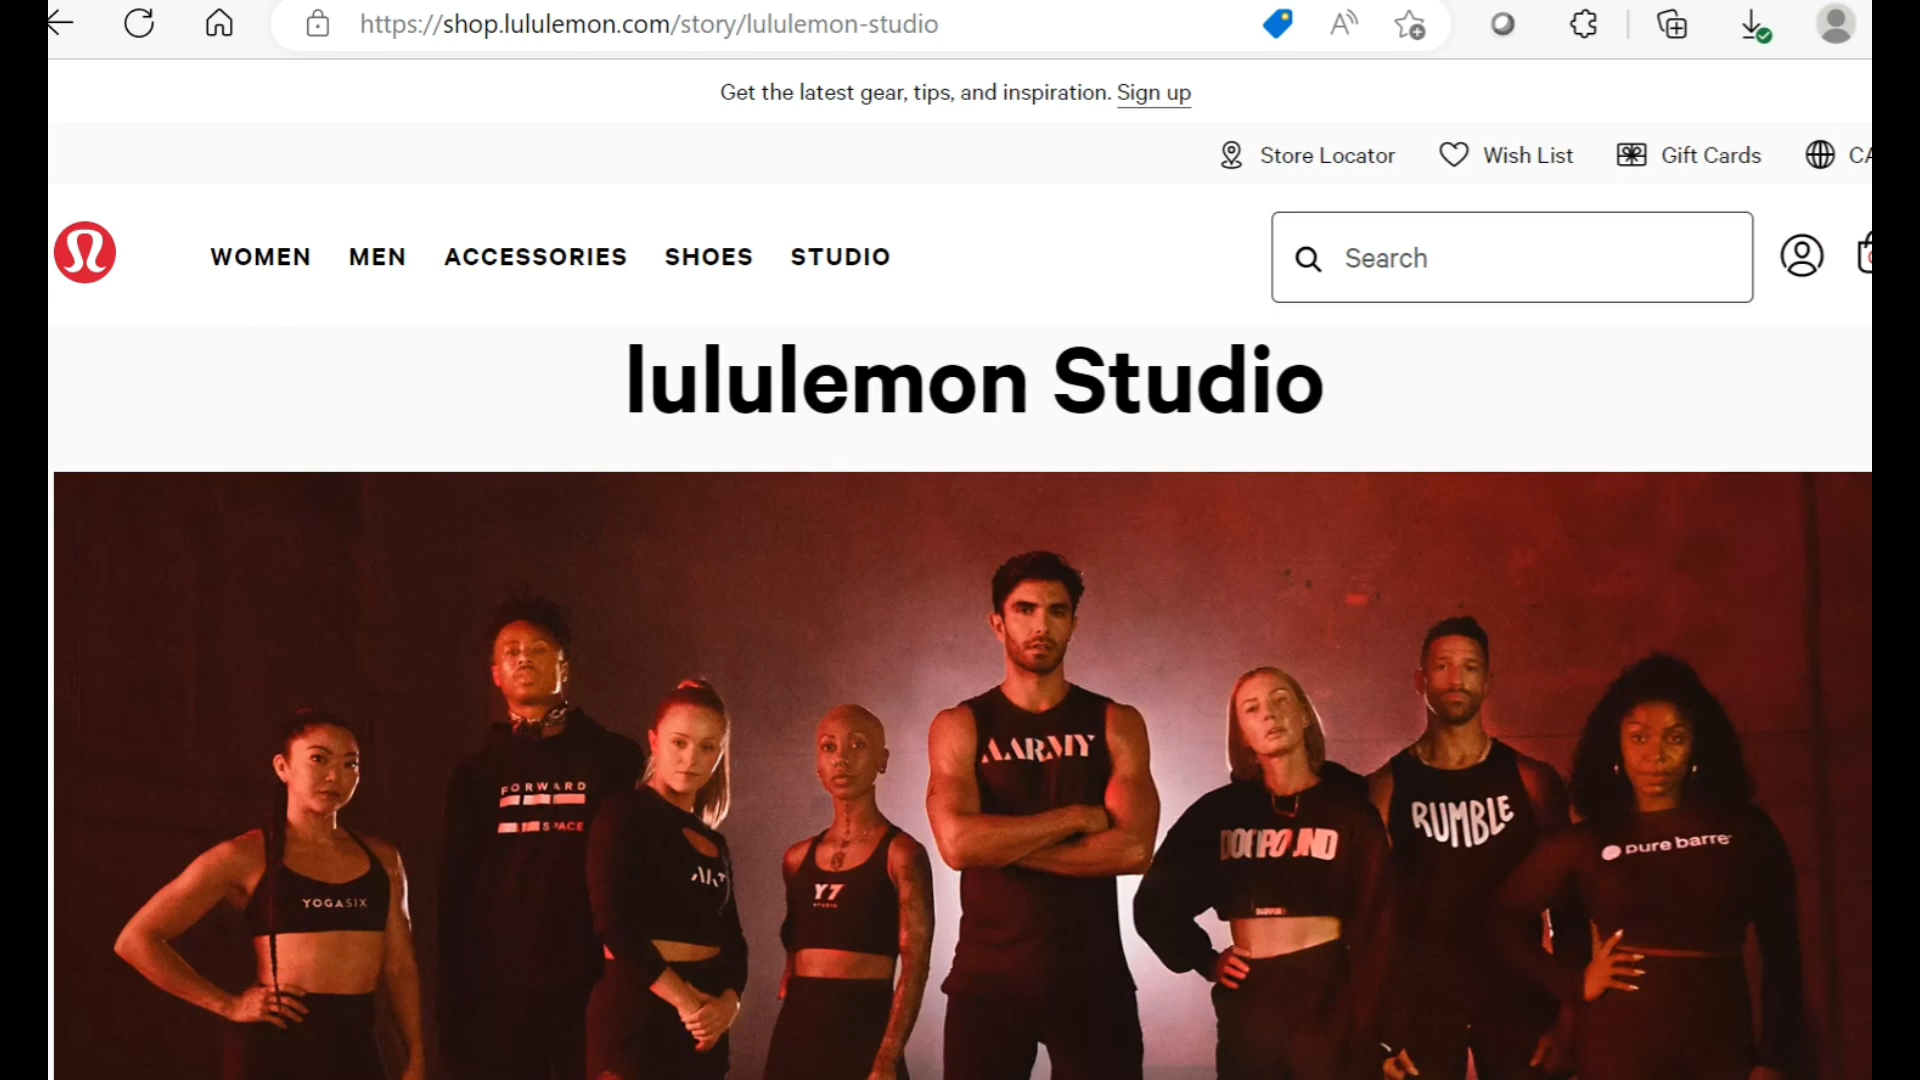 https://shop.lululemon.com/story/lululemon-studio
Get the latest gear, tips, and inspiration. Sign up
Store Locator
Wish List
Gift Cards
CA
WOMEN
MEN
ACCESSORIES
SHOES
STUDIO
Search
lululemon Studio
AARMY
FORWARD
SPACE
RUMBLE
DOGPOUND
pure barre
YOGASIX
Y7
STUDIO